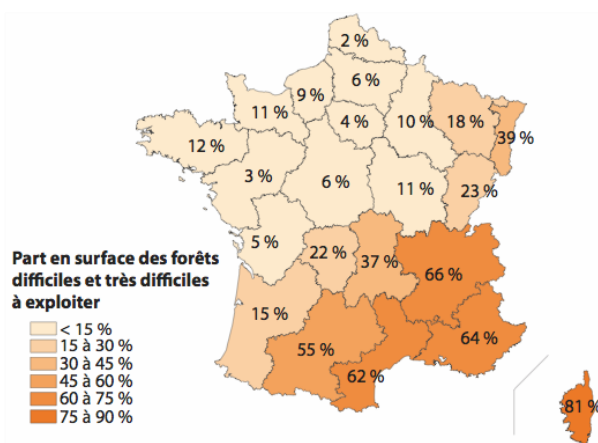 2 %
6 %
9 %
11 %
4 %
10 %
18 %
39 %
12 %
3 %
6 %
11 %
23 %
5 %
22 %
37 %
66 %
15 %
55 %
62 %
64 %
81 %
Part en surface des forêts
difficiles et très difficiles
à exploiter
< 15 %
15 à 30 %
30 à 45 %
45 à 60 %
60 à 75 %
75 à 90 %